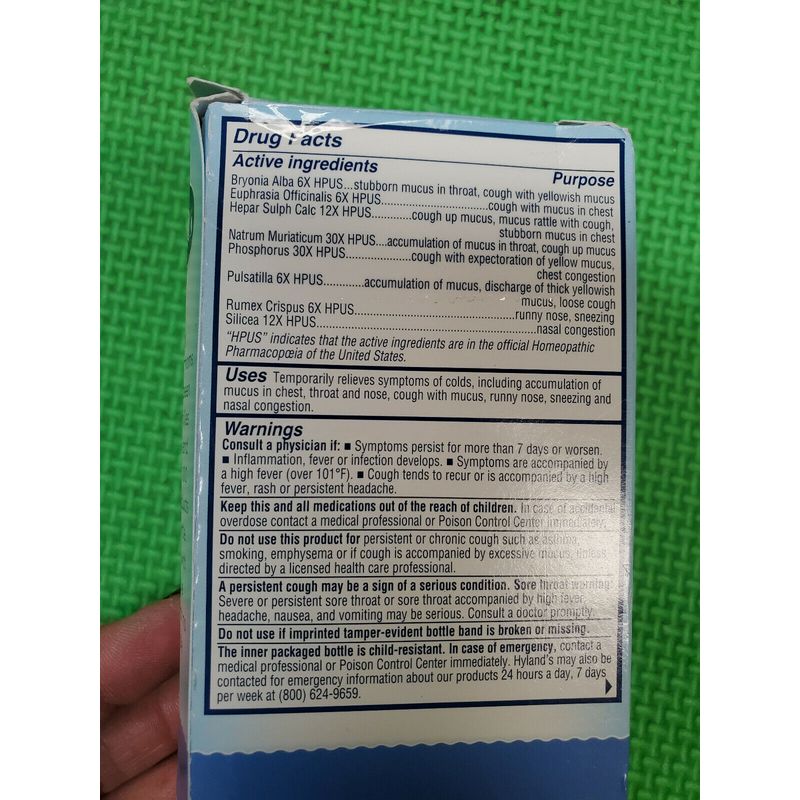 Drug Facts
Active ingredients Purpose
Bryonia Alba 6X HPUS...stubborn mucus in throat, cough with yellowish mucus
Euphrasia Officinalis 6X HPUS..............................cough with mucus in chest
Hepar Sulph Calc 12X HPUS............cough up mucus, mucus rattle with cough,
stubborn mucus in chest
Natrum Muriaticum 30X HPUS...accumulation of mucus in throat, cough up mucus
Phosphorus 30X HPUS....................cough with expectoration of yellow mucus,
chest congestion
Pulsatilla 6X HPUS............accumulation of mucus, discharge of thick yellowish
mucus, loose cough
Rumex Crispus 6X HPUS..........................................runny nose, sneezing
Silicea 12X HPUS..........................................................nasal congestion
"HPUS" indicates that the active ingredients are in the official Homeopathic
Pharmacopœia of the United States.
Uses Temporarily relieves symptoms of colds, including accumulation of
mucus in chest, throat and nose, cough with mucus, runny nose, sneezing and
nasal congestion.
Warnings
Consult a physician if: ■ Symptoms persist for more than 7 days or worsen.
■ Inflammation, fever or infection develops. ■ Symptoms are accompanied by
a high fever (over 101°F). ■ Cough tends to recur or is accompanied by a high
fever, rash or persistent headache.
Keep this and all medications out of the reach of children. In case of accidental
overdose contact a medical professional or Poison Control Center immediately.
Do not use this product for persistent or chronic cough such as asthma,
smoking, emphysema or if cough is accompanied by excessive mucus, unless
directed by a licensed health care professional.
A persistent cough may be a sign of a serious condition. Sore throat warning:
Severe or persistent sore throat or sore throat accompanied by high fever,
headache, nausea, and vomiting may be serious. Consult a doctor promptly.
Do not use if imprinted tamper-evident bottle band is broken or missing.
The inner packaged bottle is child-resistant. In case of emergency, contact a
medical professional or Poison Control Center immediately. Hyland's may also be
contacted for emergency information about our products 24 hours a day, 7 days
per week at (800) 624-9659.